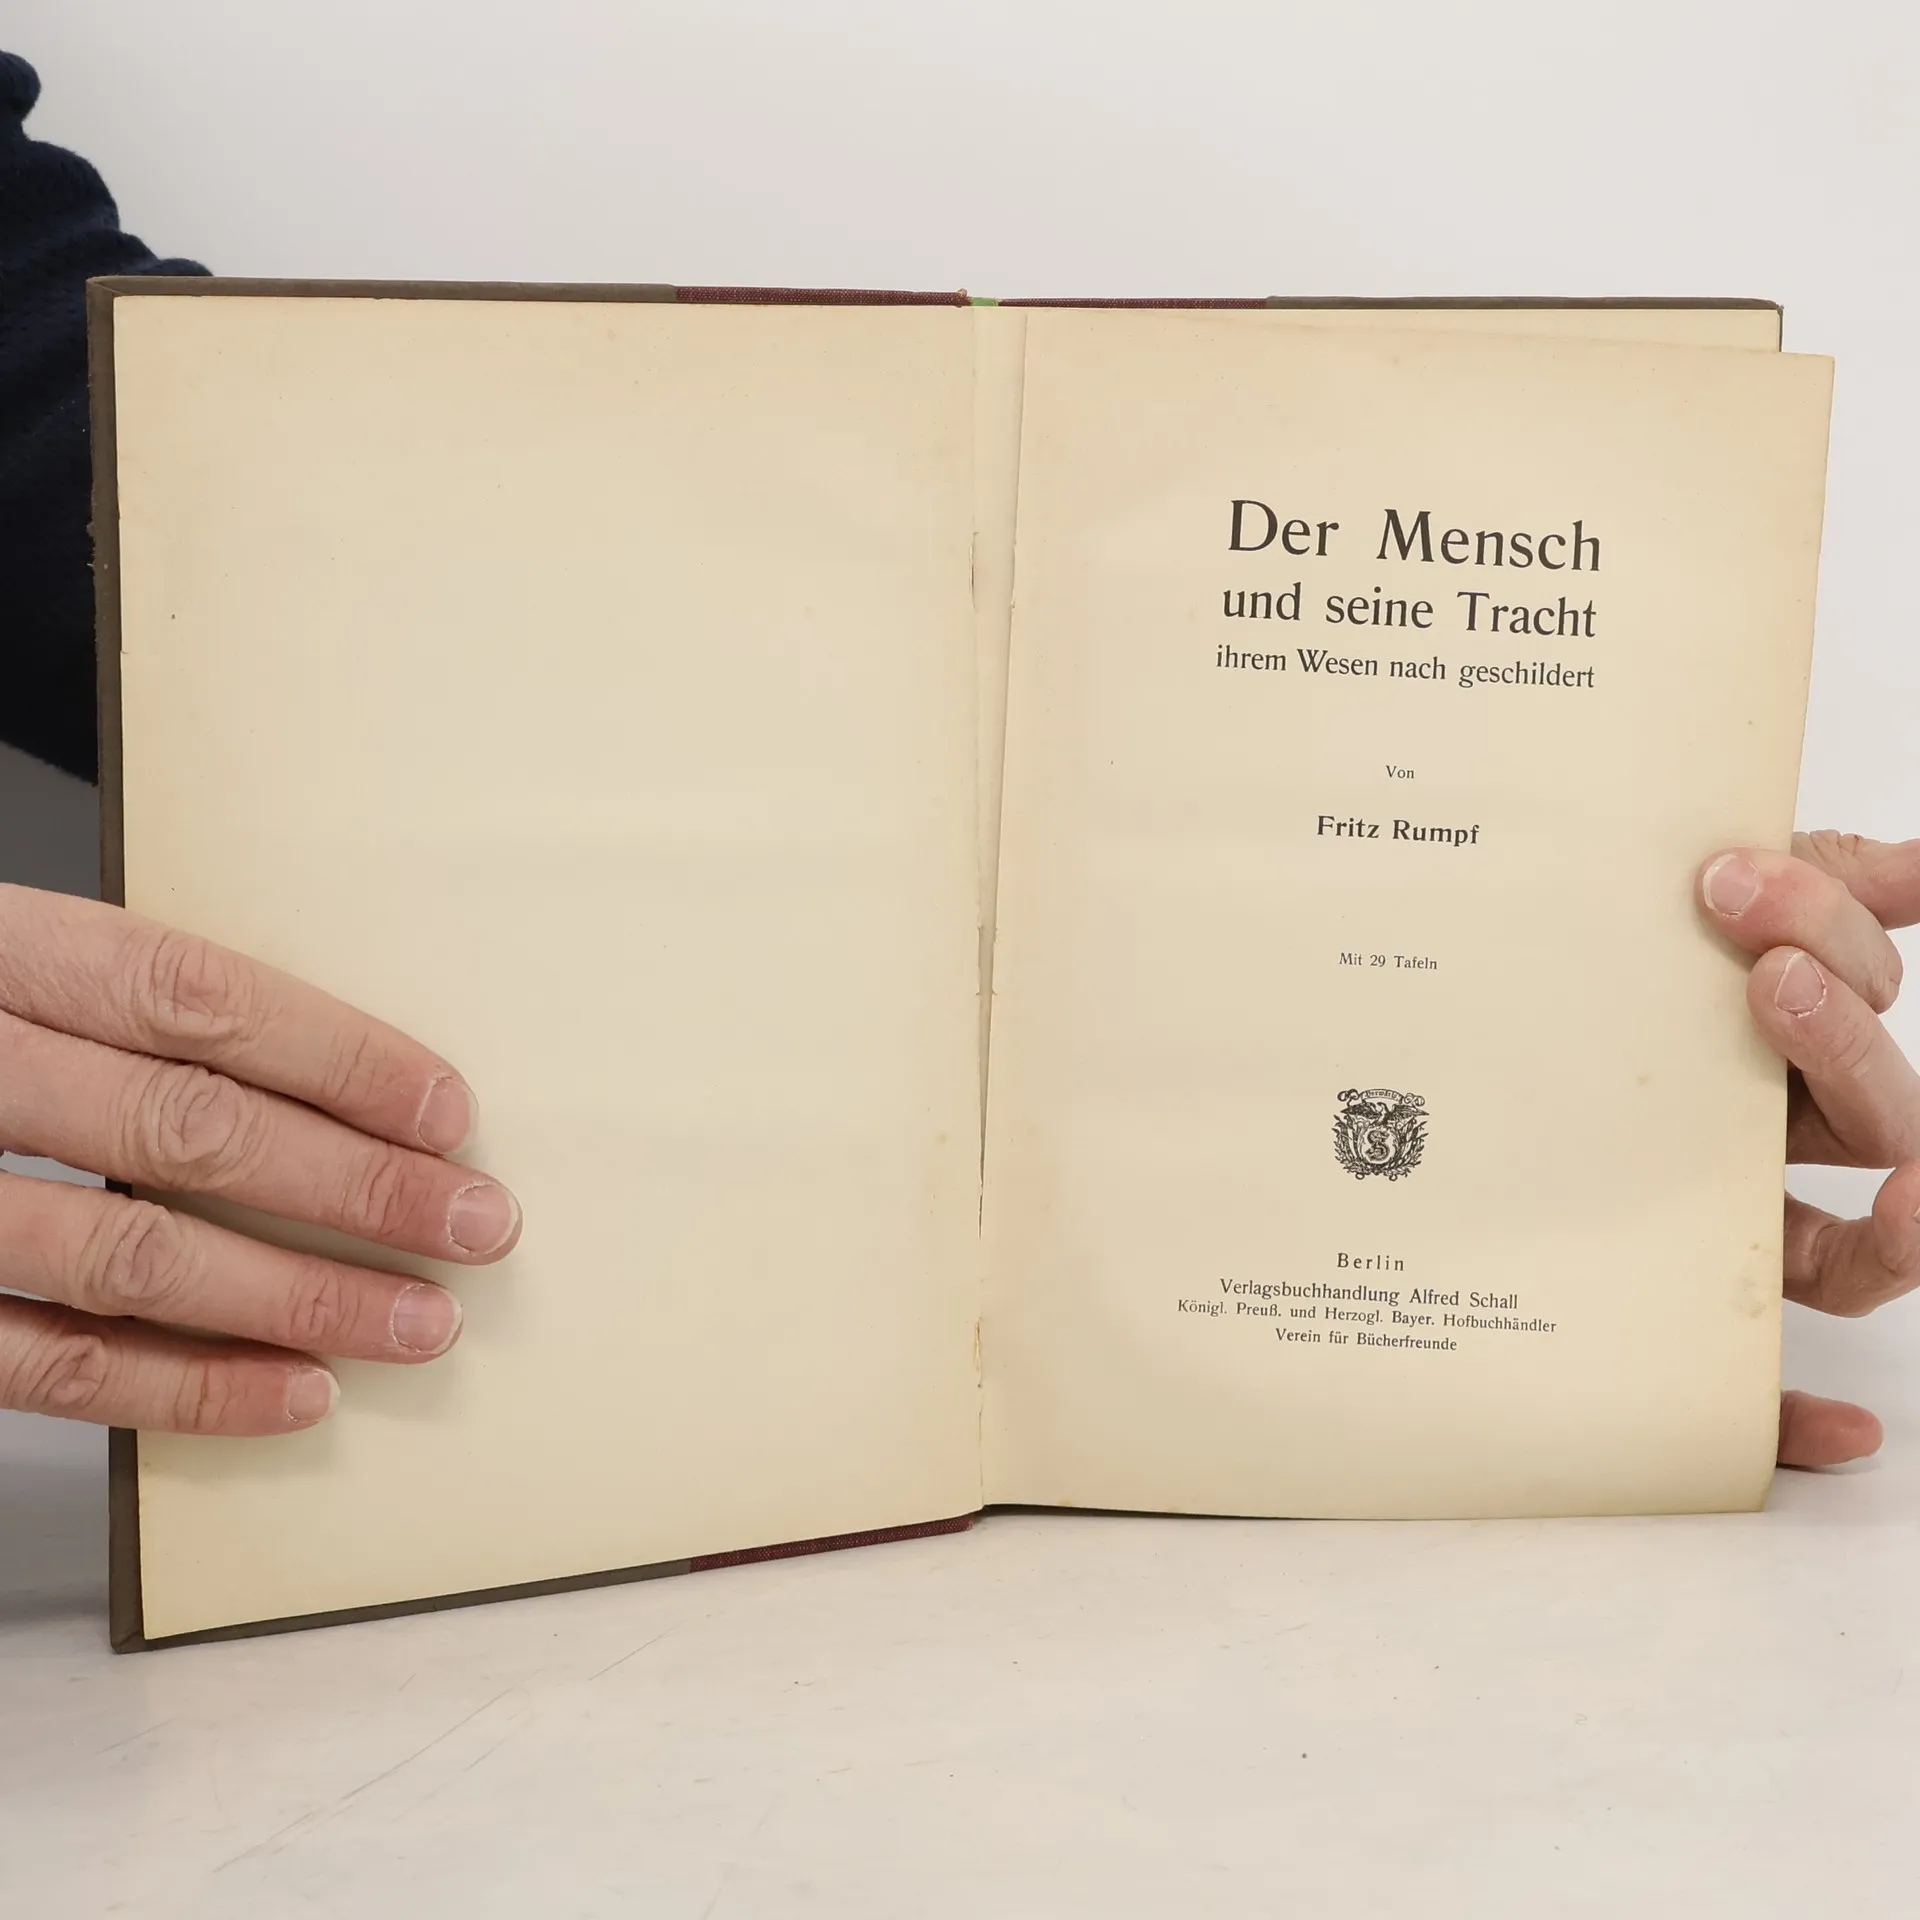 Der Mensch
und seine Tracht
ihrem Wesen nach geschildert
Von
Fritz Rumpf
Mit 29 Tafeln
Vorwärts
S
Berlin
Verlagsbuchhandlung Alfred Schall
Königl. Preuß. und Herzogl. Bayer. Hofbuchhändler
Verein für Bücherfreunde